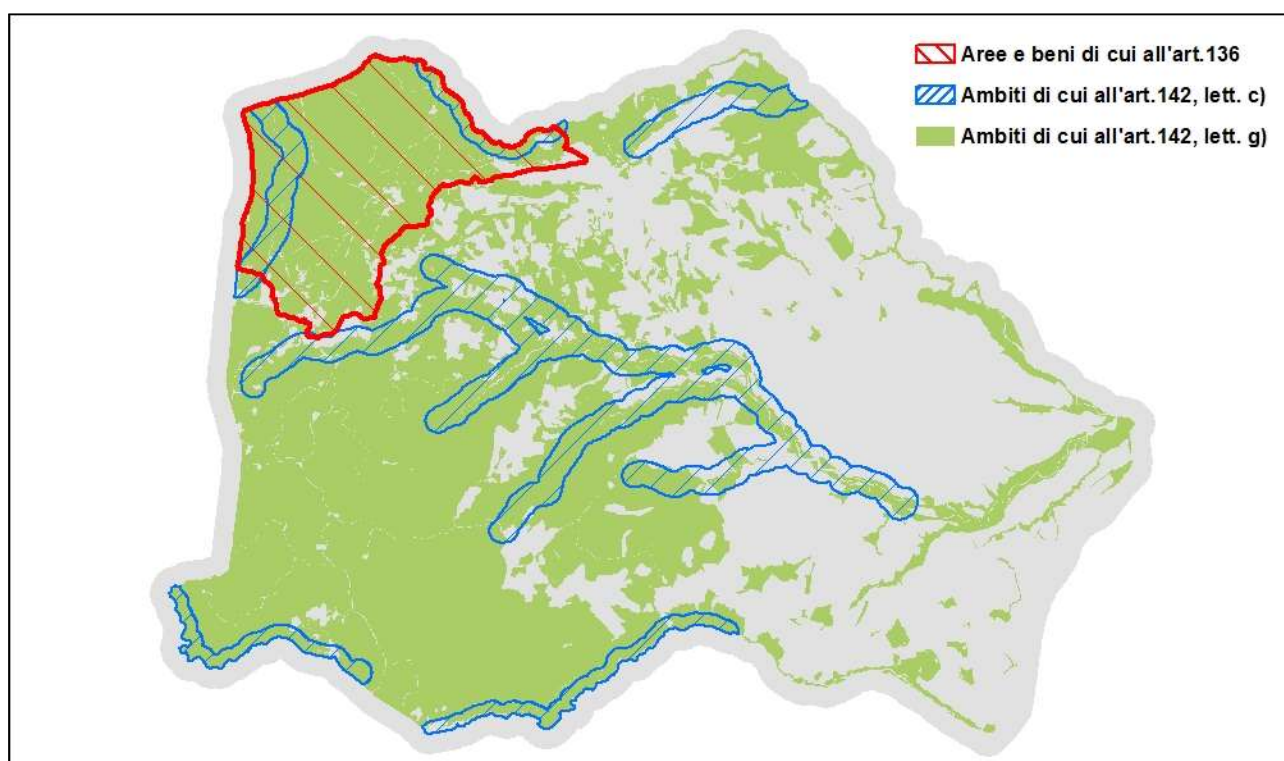 Aree e beni di cui all'art.136
Ambiti di cui all'art.142, lett. c)
Ambiti di cui all'art.142, lett. g)